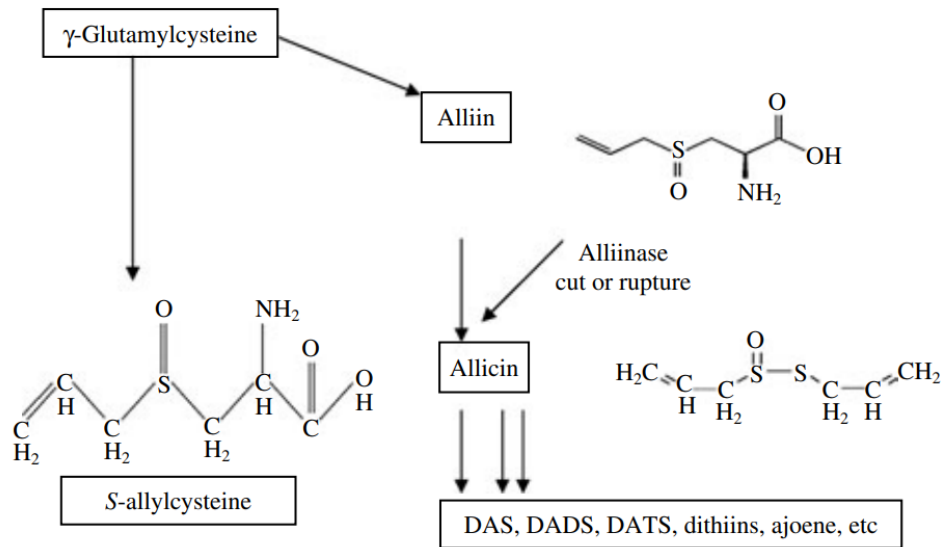 γ-Glutamylcysteine
Alliin
O
S
OH
O
NH2
Alliinase
cut or rupture
O
NH2
O
O
H
S
C
H
C
H
C
C
H2
C
H2
C
H2
S-allylcysteine
Allicin
O
H2C
S
S
CH2
C
H
C
H2
C
H2
C
H
DAS, DADS, DATS, dithiins, ajoene, etc